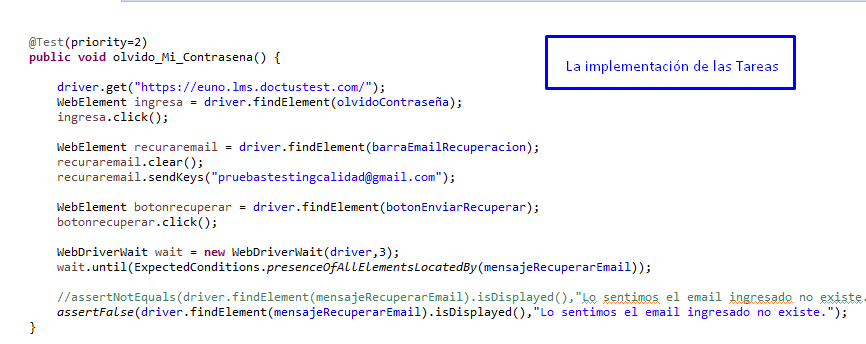 @Test(priority=2)
public void olvido_Mi_Contrasena() {
La implementación de las Tareas
driver.get("https://euno.lms.doctustest.com/");
WebElement ingresa = driver.findElement(olvidoContraseña);
ingresa.click();
WebElement recuraremail = driver.findElement(barraEmailRecuperacion);
recuraremail.clear();
recuraremail.sendKeys("pruebastestingcalidad@gmail.com");
WebElement botonrecuperar = driver.findElement(botonEnviarRecuperar);
botonrecuperar.click();
WebDriverWait wait = new WebDriverWait(driver,3);
wait.until(ExpectedConditions.presenceOfAllElementsLocatedBy(mensajeRecuperarEmail));
//assertNotEquals(driver.findElement(mensajeRecuperarEmail).isDisplayed(),"Lo sentimos el email ingresado no existe.
assertFalse(driver.findElement(mensajeRecuperarEmail).isDisplayed(),"Lo sentimos el email ingresado no existe.");
}